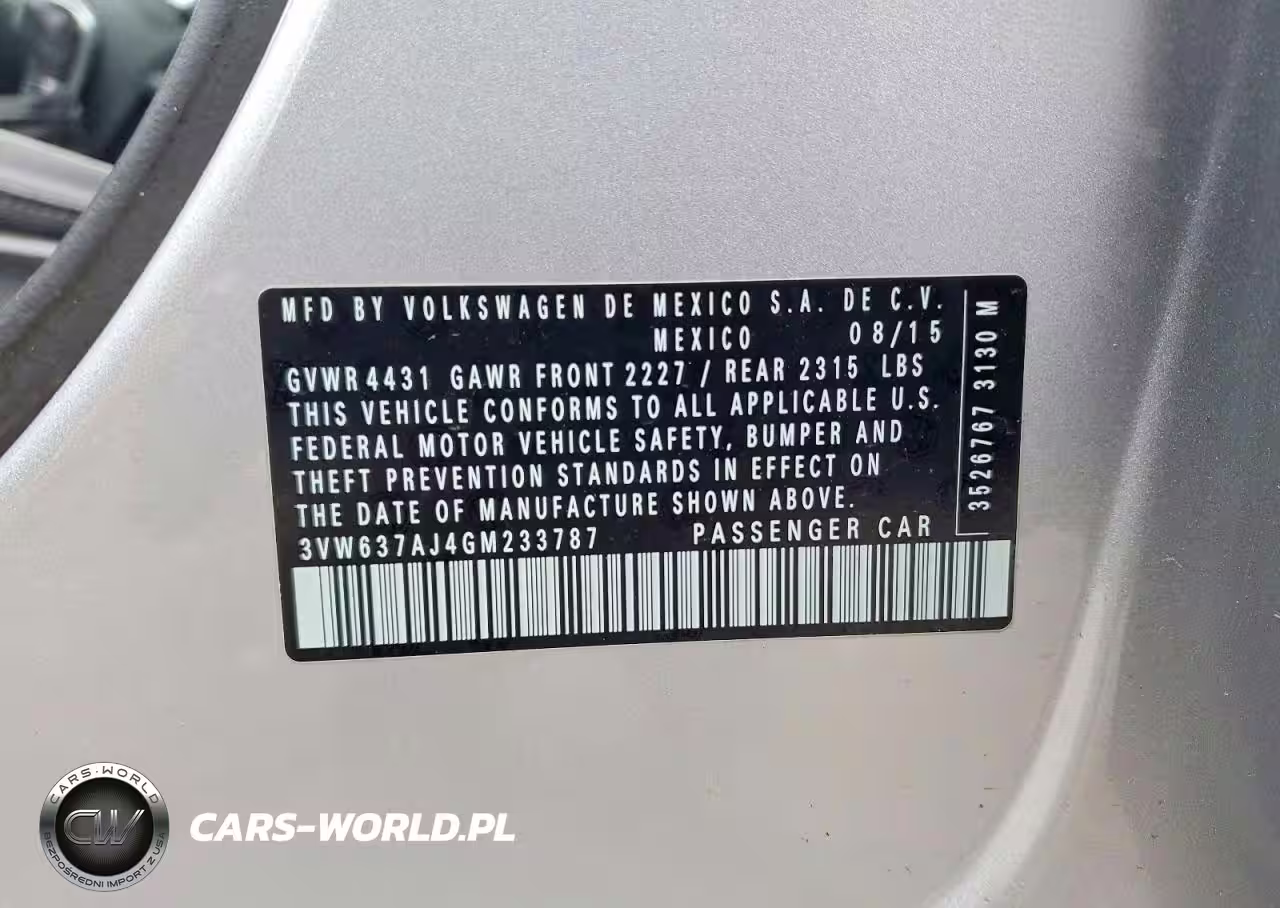 MFD BY VOLKSWAGEN DE MEXICO S.A. DE C.V.
MEXICO 08/15
GVWR 4431 GAWR FRONT 2227 / REAR 2315 LBS
THIS VEHICLE CONFORMS TO ALL APPLICABLE U.S.
FEDERAL MOTOR VEHICLE SAFETY, BUMPER AND
THEFT PREVENTION STANDARDS IN EFFECT ON
THE DATE OF MANUFACTURE SHOWN ABOVE.
3VW637AJ4GM233787 PASSENGER CAR
3526767 3130 M
CARS-WORLD
CW
BEZPOŚREDNI IMPORT Z USA
CARS-WORLD.PL